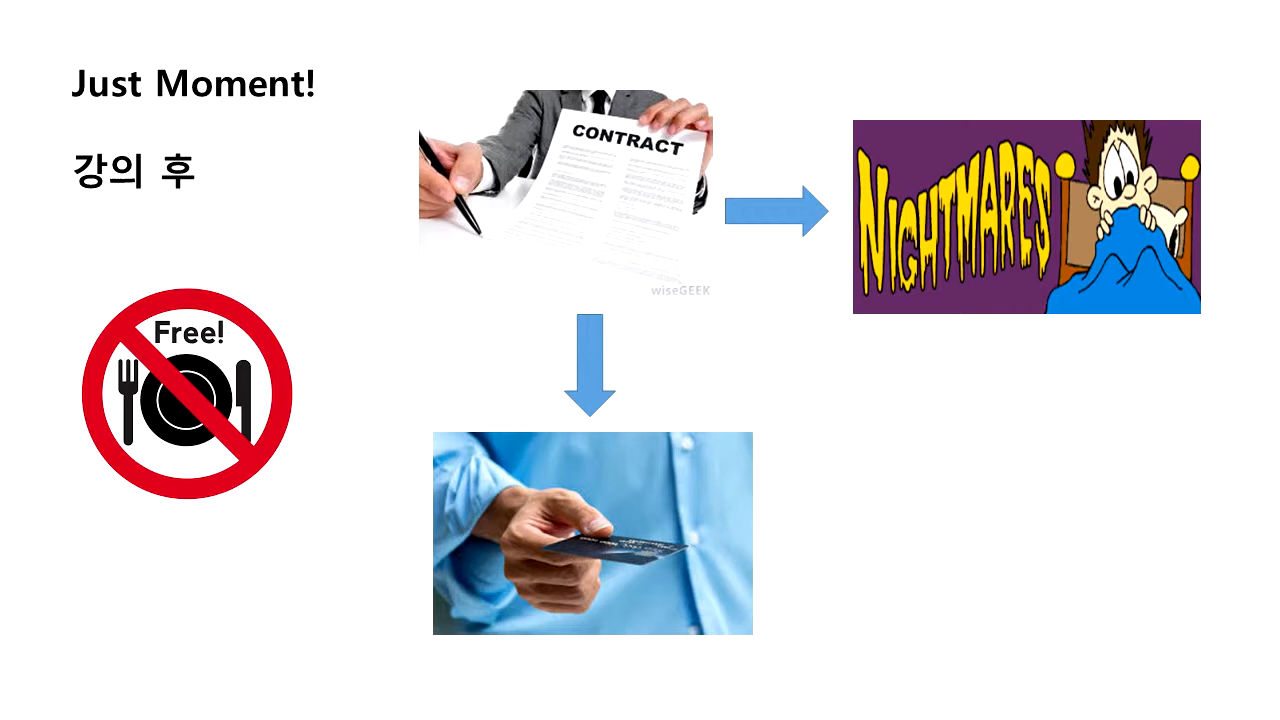 Just Moment!
강의 후
Free!
CONTRACT
wiseGEEK
NIGHTMARES